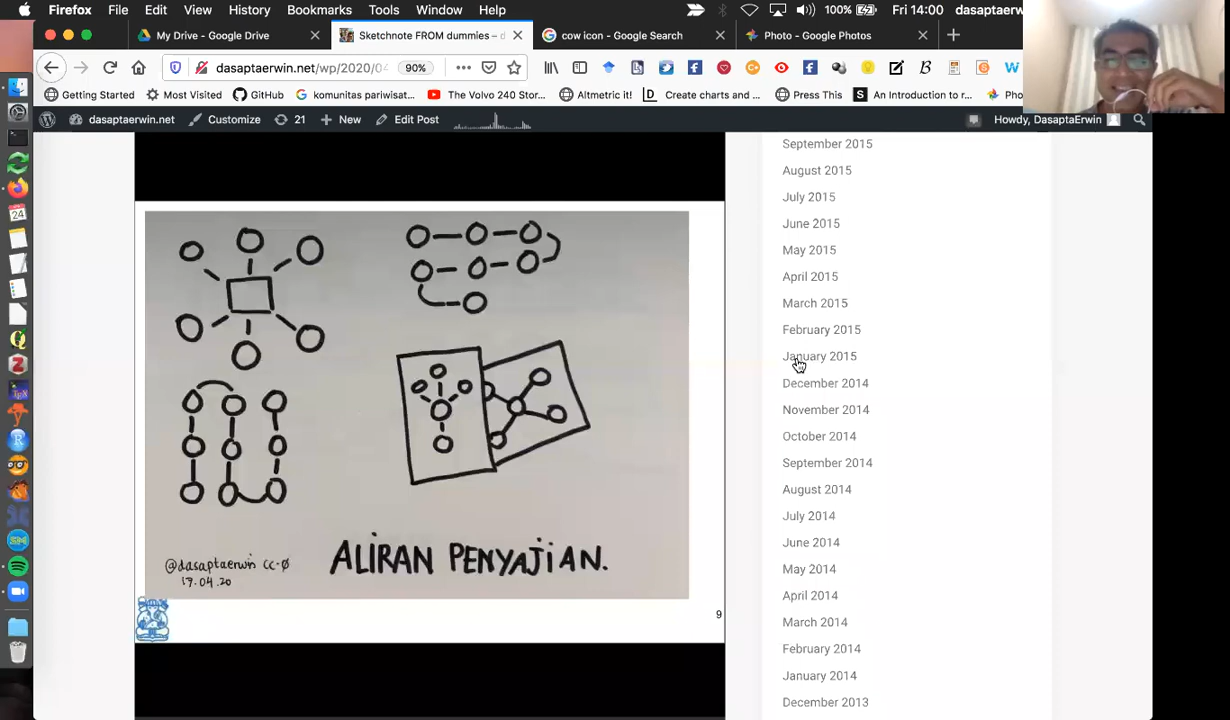 Firefox File Edit View History Bookmarks Tools Window Help 100% Fri 14:00 dasaptaerwin
My Drive - Google Drive Sketchnote FROM dummies – d cow icon - Google Search Photo - Google Photos
dasaptaerwin.net/wp/2020/04 90%
Getting Started Most Visited GitHub komunitas pariwisat... The Volvo 240 Stor... Altmetric it! Create charts and ... Press This An Introduction to r...
dasaptaerwin.net Customize 21 New Edit Post Howdy, DasaptaErwin
September 2015
August 2015
July 2015
June 2015
May 2015
April 2015
March 2015
February 2015
January 2015
December 2014
November 2014
October 2014
September 2014
August 2014
July 2014
June 2014
May 2014
April 2014
March 2014
February 2014
January 2014
December 2013
ALIRAN PENYAJIAN.
@dasaptaerwin cc-0
17.04.20
9